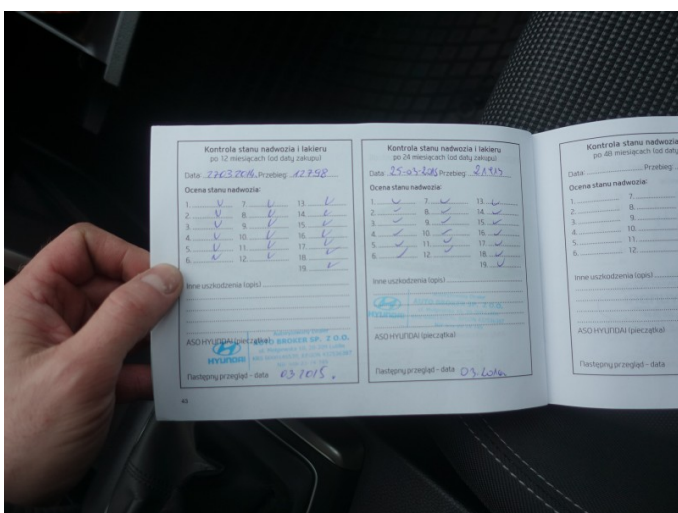 Kontrola stanu nadwozia i lakieru
po 12 miesiącach (od daty zakupu)
Data: Przebieg: 12798
Ocena stanu nadwozia:
1. V 7. V 13. V
2. V 8. V 14. V
3. V 9. V 15. V
4. V 10. V 16. V
5. V 11. V 17. V
6. V 12. V 18. V
19. V
Inne uszkodzenia (opis)
ASO HYUNDAI (pieczątka)
HYUNDAI
AUTO BROKER SP. Z O.O.
Następny przegląd - data 03.2015.
43
Kontrola stanu nadwozia i lakieru
po 24 miesiącach (od daty zakupu)
Data: 25-03-2015 Przebieg:
Ocena stanu nadwozia:
1. V 7. V 13. V
2. V 8. V 14. V
3. V 9. V 15. V
4. V 10. V 16. V
5. V 11. V 17. V
6. V 12. V 18. V
19. V
Inne uszkodzenia (opis)
ASO HYUNDAI (pieczątka)
Następny przegląd - data 03.2016.
Kontrola stanu nadwozia
po 48 miesiącach (od daty
Data: Przebieg:
Ocena stanu nadwozia:
1. 7.
2. 8.
3. 9.
4. 10.
5. 11.
6. 12.
Inne uszkodzenia (opis)
ASO HYUNDAI (pieczątka)
Następny przegląd - data